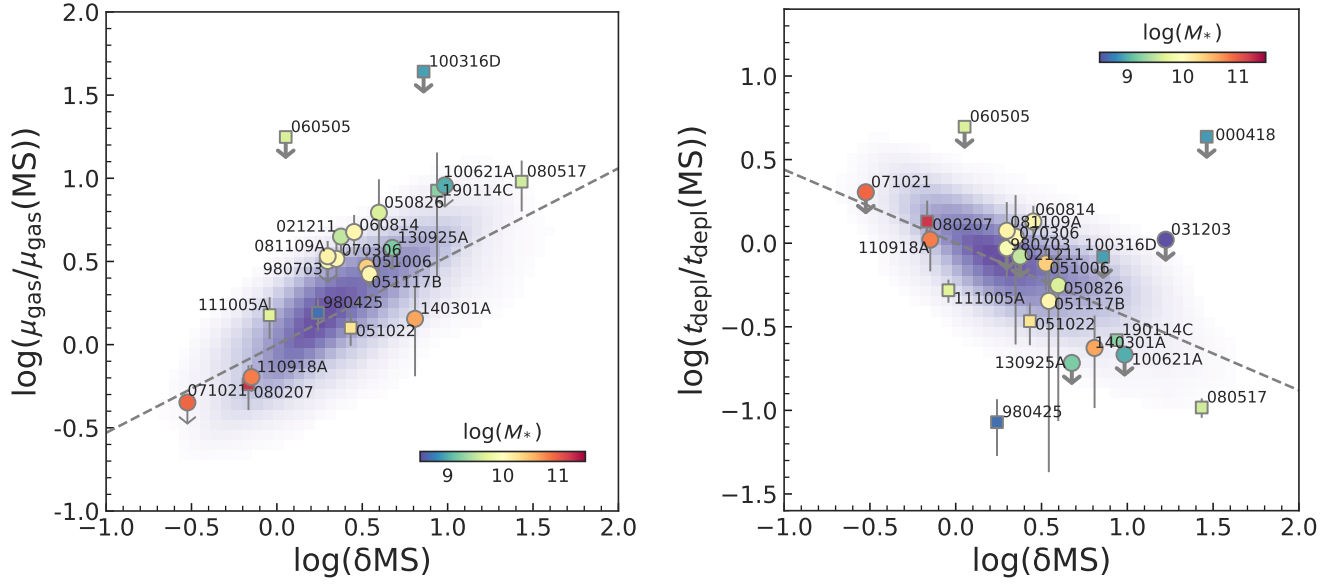 2.0
1.5
1.0
0.5
0.0
−0.5
-1.0
log(μgas/μgas(MS))
100316D
060505
100621A
080517
190114C
050826
021211
060814
081109A
070306
130925A
980703
051006
051117B
111005A
980425
140301A
051022
110918A
071021
080207
log(M*)
9 10 11
−1.0 −0.5 0.0 0.5 1.0 1.5 2.0
log(δMS)
1.0
0.5
0.0
−0.5
−1.0
−1.5
log(tdepl/tdepl(MS))
log(M*)
9 10 11
060505
000418
071021
060814
080207
081109A
031203
070306
110918A
980703
100316D
021211
051006
111005A
050826
051117B
051022
190114C
140301A
130925A
100621A
080517
980425
−1.0 −0.5 0.0 0.5 1.0 1.5 2.0
log(δMS)